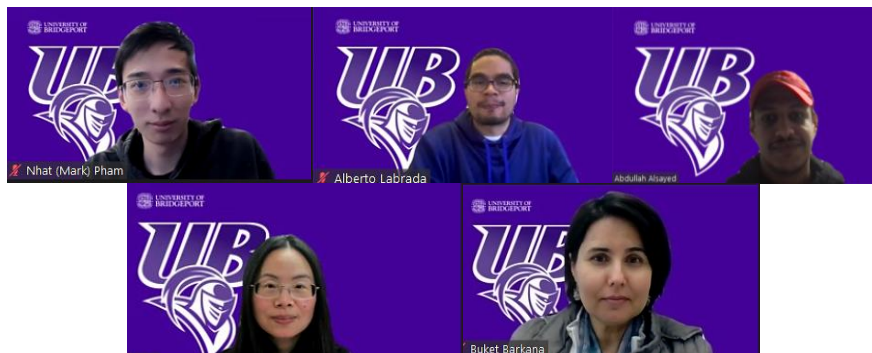 UNIVERSITY OF
BRIDGEPORT
UB
Nhat (Mark) Pham
UNIVERSITY OF
BRIDGEPORT
UB
Alberto Labrada
UNIVERSITY OF
BRIDGEPORT
UB
Abdullah Alsayed
UNIVERSITY OF
BRIDGEPORT
UB
UNIVERSITY OF
BRIDGEPORT
UB
Buket Barkana